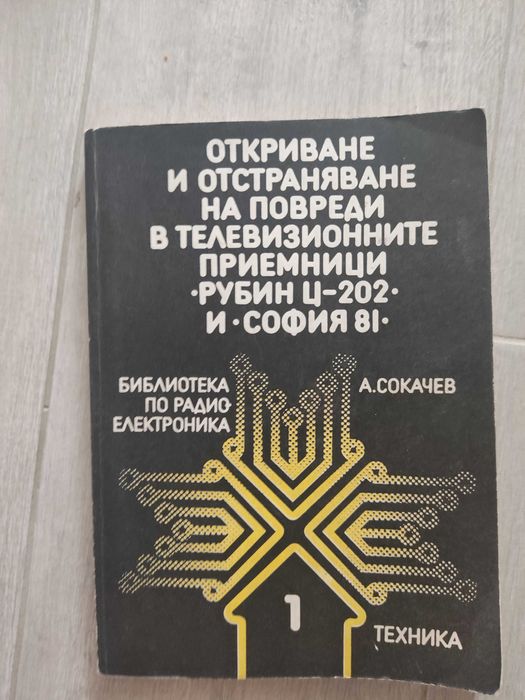 ОТКРИВАНЕ
И ОТСТРАНЯВАНЕ
НА ПОВРЕДИ
В ТЕЛЕВИЗИОННИТЕ
ПРИЕМНИЦИ
·РУБИН Ц-202·
И·СОФИЯ 81·
БИБЛИОТЕКА
ПО РАДИО-
ЕЛЕКТРОНИКА
А.СОКАЧЕВ
1
ТЕХНИКА